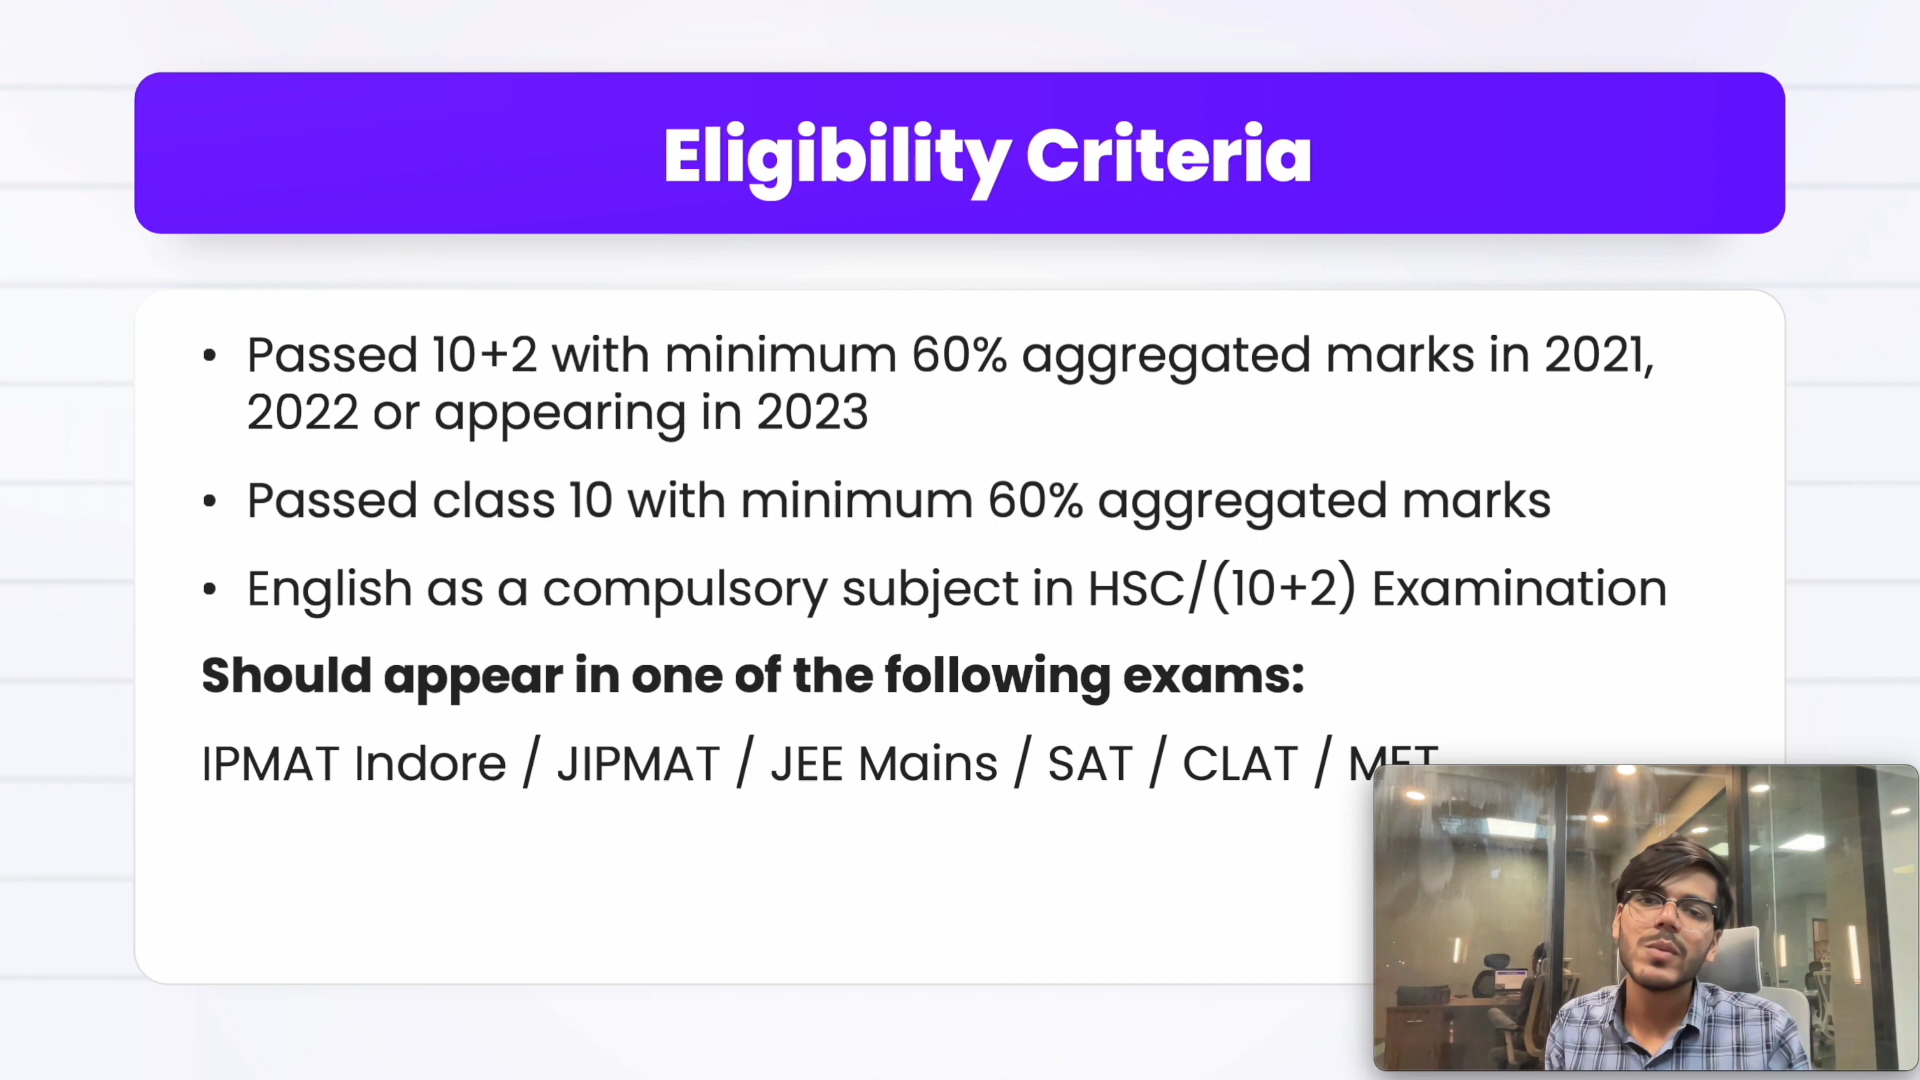 Eligibility Criteria
• Passed 10+2 with minimum 60% aggregated marks in 2021,
2022 or appearing in 2023
• Passed class 10 with minimum 60% aggregated marks
• English as a compulsory subject in HSC/(10+2) Examination
Should appear in one of the following exams:
IPMAT Indore / JIPMAT / JEE Mains / SAT / CLAT / MET